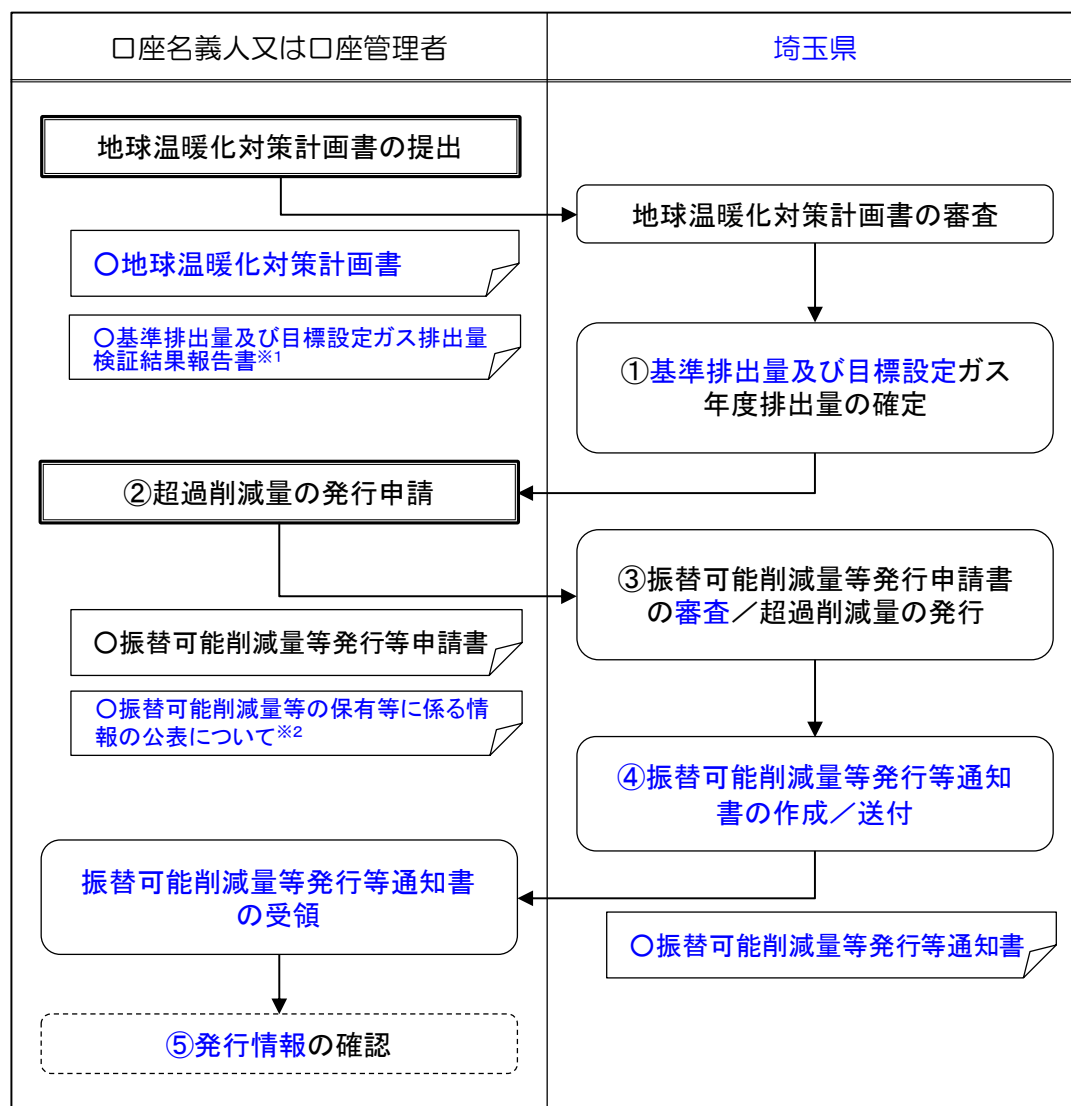 口座名義人又は口座管理者
埼玉県
地球温暖化対策計画書の提出
地球温暖化対策計画書の審査
〇地球温暖化対策計画書
〇基準排出量及び目標設定ガス排出量
検証結果報告書※1
①基準排出量及び目標設定ガス
年度排出量の確定
②超過削減量の発行申請
③振替可能削減量等発行申請書
の審査／超過削減量の発行
〇振替可能削減量等発行等申請書
〇振替可能削減量等の保有等に係る情
報の公表について※2
④振替可能削減量等発行等通知
書の作成／送付
振替可能削減量等発行等通知書
の受領
〇振替可能削減量等発行等通知書
⑤発行情報の確認